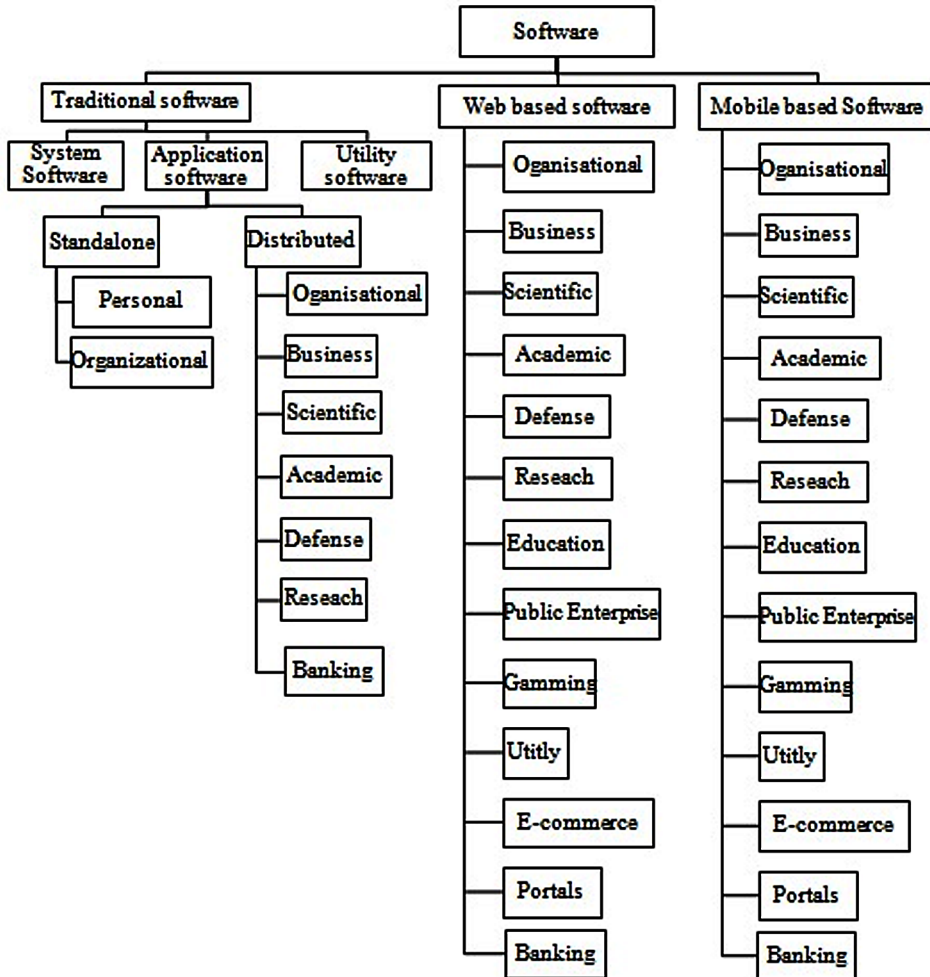 Software
Traditional software
Web based software
Mobile based Software
System
Software
Application
software
Utility
software
Standalone
Distributed
Personal
Organizational
Oganisational
Business
Scientific
Academic
Defense
Reseach
Banking
Oganisational
Business
Scientific
Academic
Defense
Reseach
Education
Public Enterprise
Gamming
Utitly
E-commerce
Portals
Banking
Oganisational
Business
Scientific
Academic
Defense
Reseach
Education
Public Enterprise
Gamming
Utitly
E-commerce
Portals
Banking